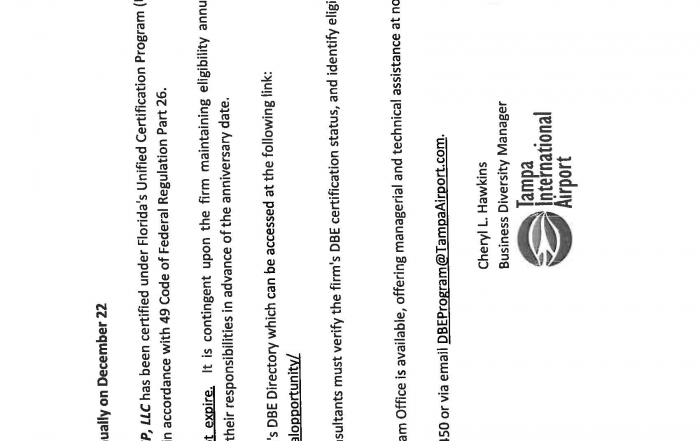 ually on December 22
P, LLC has been certified under Florida's Unified Certification Program (
in accordance with 49 Code of Federal Regulation Part 26.
t expire. It is contingent upon the firm maintaining eligibility annu
their responsibilities in advance of the anniversary date.
's DBE Directory which can be accessed at the following link:
alopportunity/
nsultants must verify the firm's DBE certification status, and identify eligi
am Office is available, offering managerial and technical assistance at no
450 or via email DBEProgram@TampaAirport.com.
Cheryl L. Hawkins
Business Diversity Manager
Tampa
International
Airport